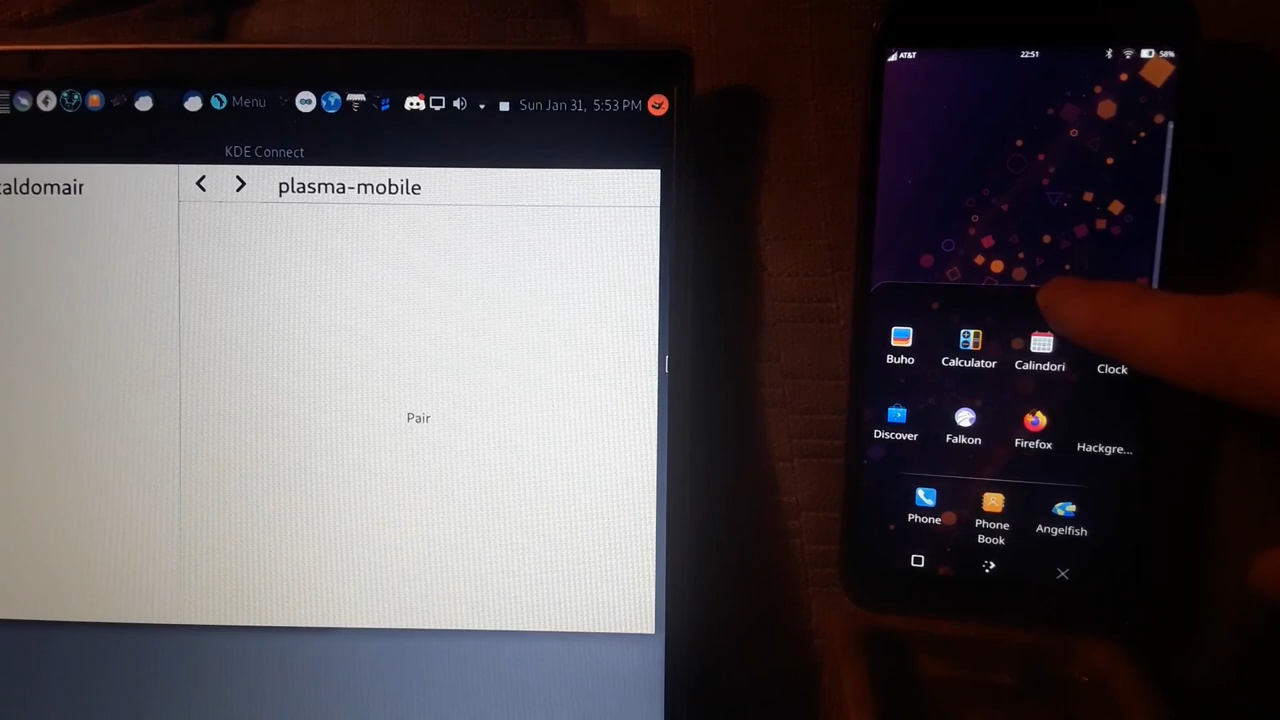 Menu
Sun Jan 31, 5:53 PM
KDE Connect
plasma-mobile
Pair
AT&T
22:51
58%
Buho
Calculator
Calindori
Clock
Discover
Falkon
Firefox
Hackgre...
Phone
Phone
Book
Angelfish